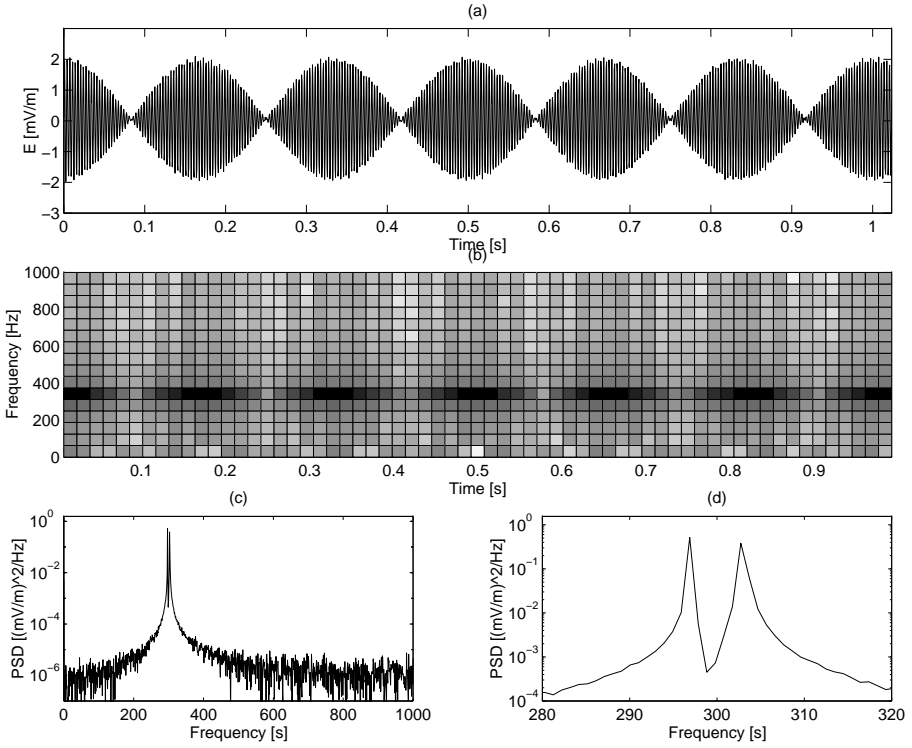 (a)
E [mV/m]
2
1
0
−1
−2
−3
0 0.1 0.2 0.3 0.4 0.5 0.6 0.7 0.8 0.9 1
Time [s]
(b)
Frequency [Hz]
1000
800
600
400
200
0
0.1 0.2 0.3 0.4 0.5 0.6 0.7 0.8 0.9
Time [s]
(c)
PSD [(mV/m)^2/Hz]
10^0
10^−2
10^−4
10^−6
0 200 400 600 800 1000
Frequency [s]
(d)
PSD [(mV/m)^2/Hz]
10^0
10^−1
10^−2
10^−3
10^−4
280 290 300 310 320
Frequency [s]